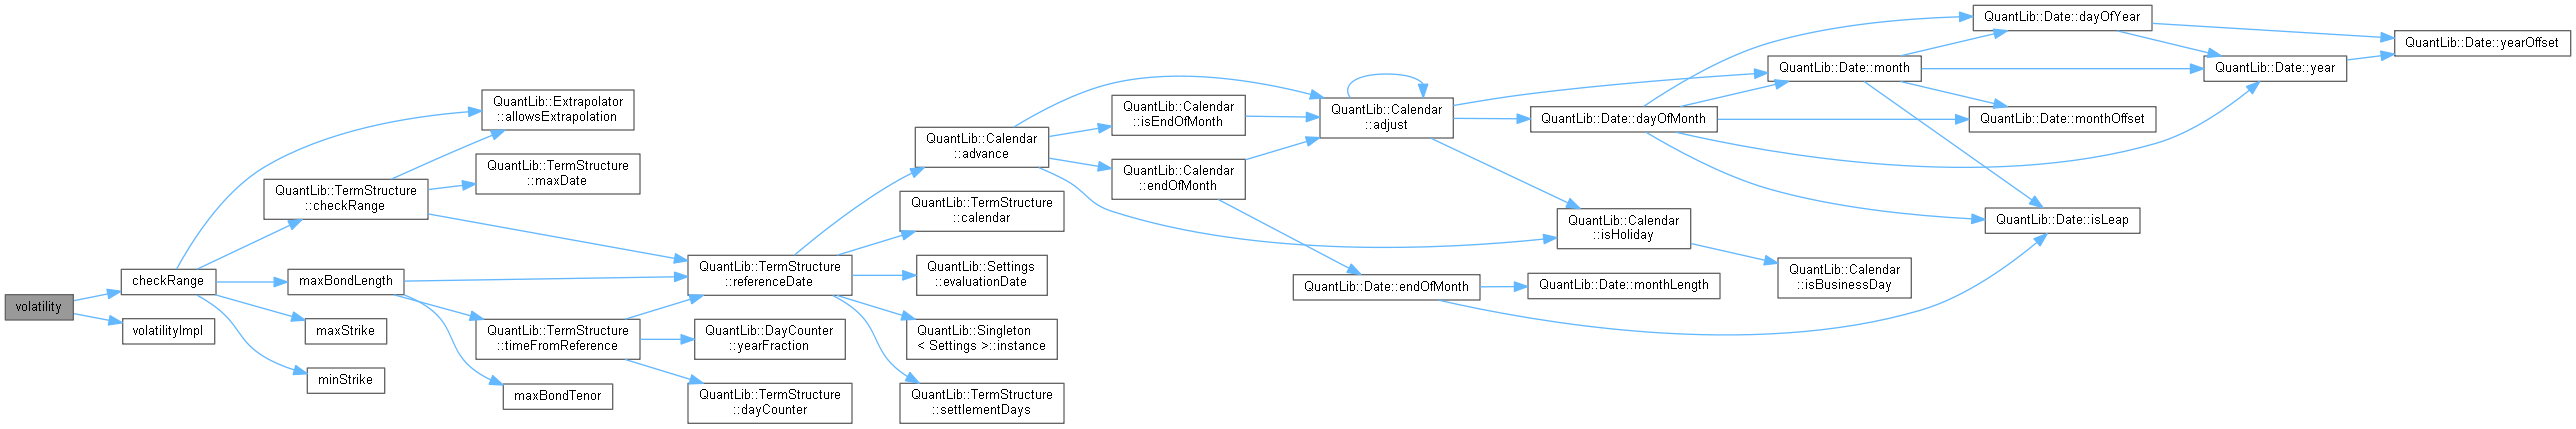 volatility
checkRange
volatilityImpl
QuantLib::Extrapolator
::allowsExtrapolation
QuantLib::TermStructure
::maxDate
QuantLib::TermStructure
::checkRange
maxBondLength
maxStrike
minStrike
QuantLib::TermStructure
::timeFromReference
maxBondTenor
QuantLib::TermStructure
::referenceDate
QuantLib::DayCounter
::yearFraction
QuantLib::TermStructure
::dayCounter
QuantLib::Calendar
::advance
QuantLib::TermStructure
::calendar
QuantLib::Settings
::evaluationDate
QuantLib::Singleton
< Settings >::instance
QuantLib::TermStructure
::settlementDays
QuantLib::Calendar
::isEndOfMonth
QuantLib::Calendar
::endOfMonth
QuantLib::Calendar
::adjust
QuantLib::Date::endOfMonth
QuantLib::Date::dayOfMonth
QuantLib::Calendar
::isHoliday
QuantLib::Date::monthLength
QuantLib::Date::month
QuantLib::Calendar
::isBusinessDay
QuantLib::Date::dayOfYear
QuantLib::Date::monthOffset
QuantLib::Date::isLeap
QuantLib::Date::year
QuantLib::Date::yearOffset